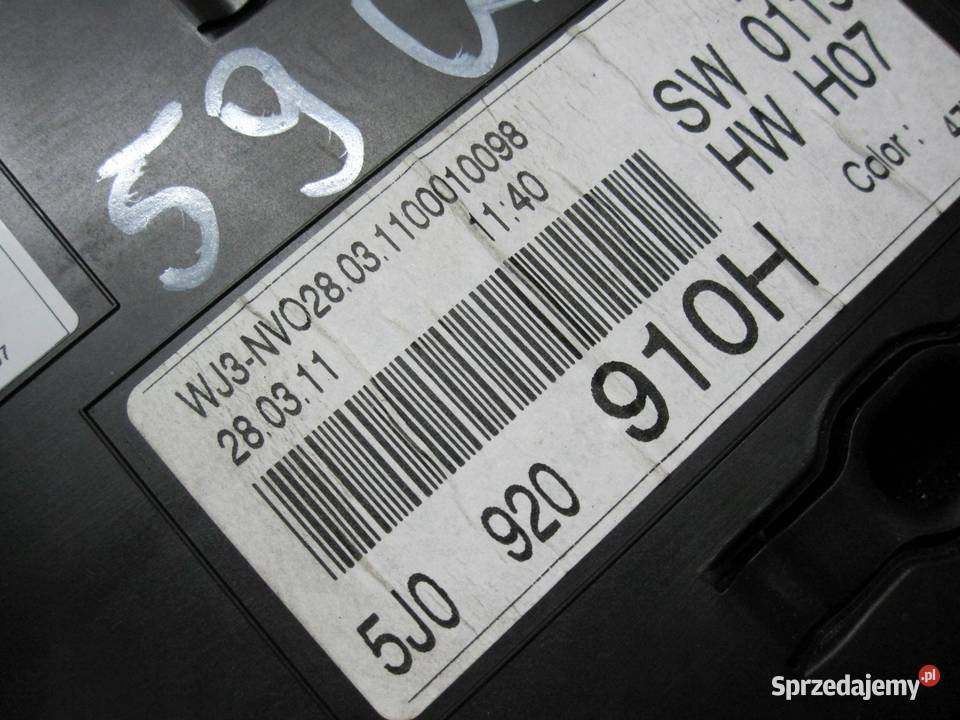 59
SW 011
HW H07
Color :
WJ3-NVO28.03.1100010098
28.03.11 11:40
5J0 920 910H
Sprzedajemy.pl